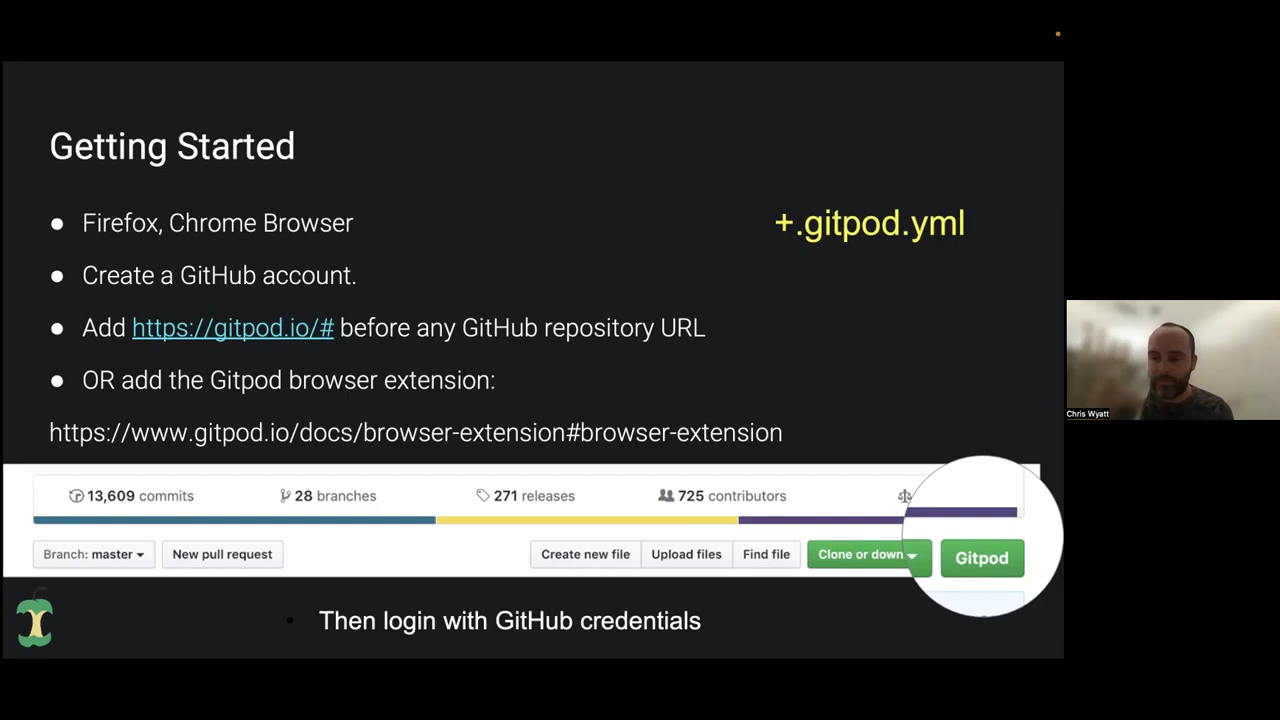 Getting Started
● Firefox, Chrome Browser
+.gitpod.yml
● Create a GitHub account.
● Add https://gitpod.io/# before any GitHub repository URL
● OR add the Gitpod browser extension:
https://www.gitpod.io/docs/browser-extension#browser-extension
Chris Wyatt
13,609 commits
28 branches
271 releases
725 contributors
Branch: master
New pull request
Create new file
Upload files
Find file
Clone or down
Gitpod
• Then login with GitHub credentials